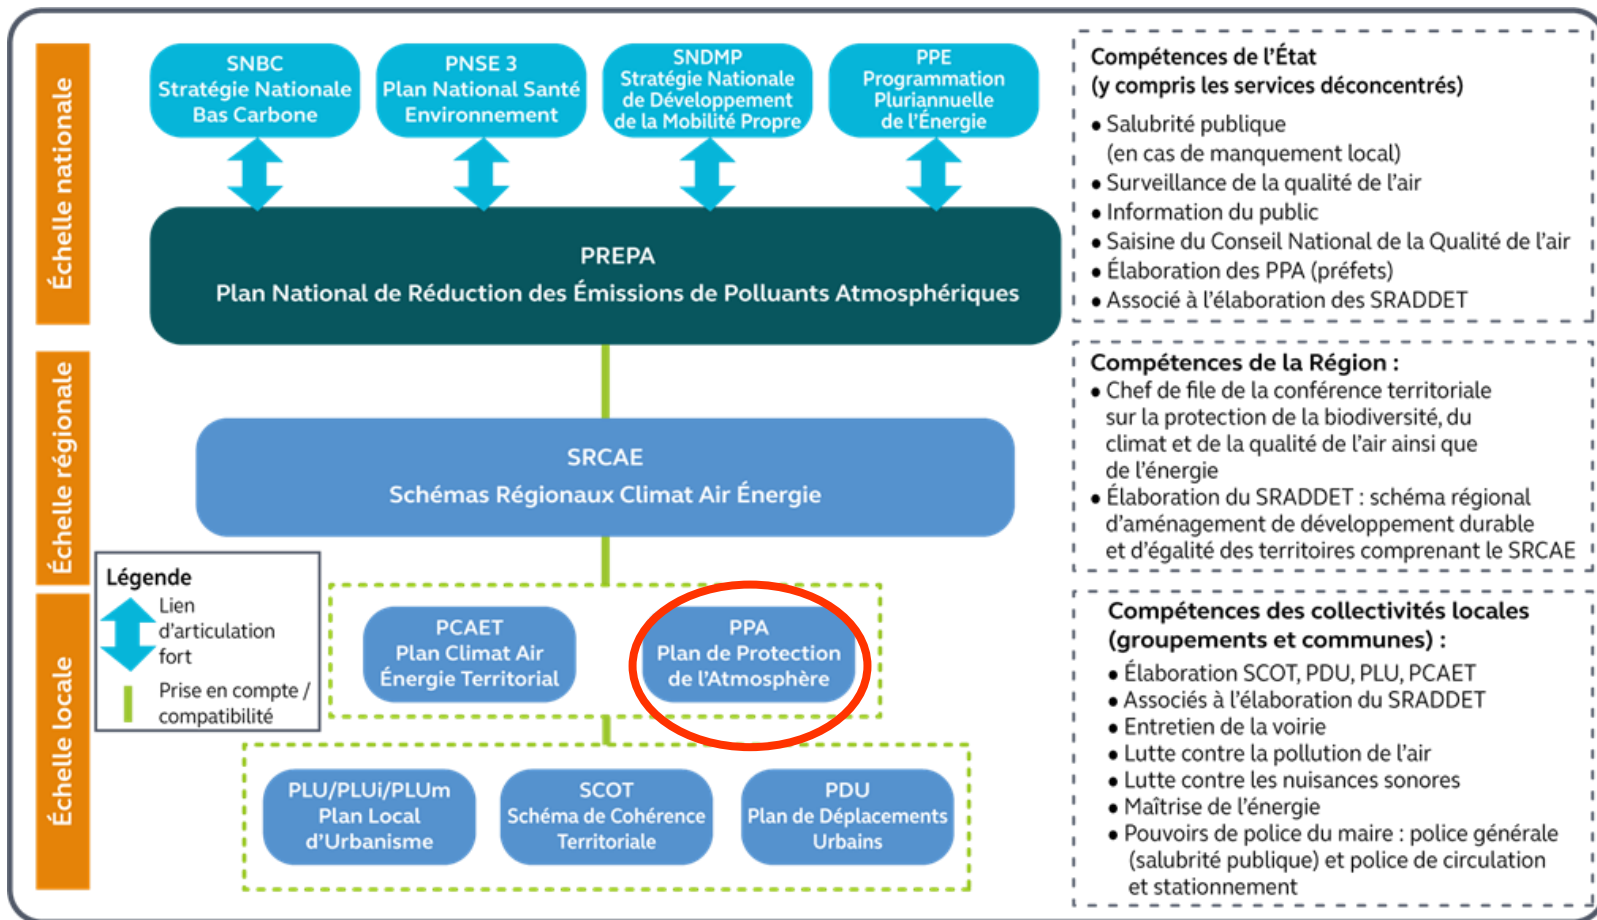 Échelle nationale
SNBC
Stratégie Nationale
Bas Carbone
PNSE 3
Plan National Santé
Environnement
SNDMP
Stratégie Nationale
de Développement
de la Mobilité Propre
PPE
Programmation
Pluriannuelle
de l’Énergie
PREPA
Plan National de Réduction des Émissions de Polluants Atmosphériques
Compétences de l’État
(y compris les services déconcentrés)
• Salubrité publique
(en cas de manquement local)
• Surveillance de la qualité de l’air
• Information du public
• Saisine du Conseil National de la Qualité de l’air
• Élaboration des PPA (préfets)
• Associé à l’élaboration des SRADDET
Échelle régionale
SRCAE
Schémas Régionaux Climat Air Énergie
Compétences de la Région :
• Chef de file de la conférence territoriale
sur la protection de la biodiversité, du
climat et de la qualité de l’air ainsi que
de l’énergie
• Élaboration du SRADDET : schéma régional
d’aménagement de développement durable
et d’égalité des territoires comprenant le SRCAE
Légende
Lien
d’articulation
fort
Prise en compte /
compatibilité
Échelle locale
PCAET
Plan Climat Air
Énergie Territorial
PPA
Plan de Protection
de l’Atmosphère
PLU/PLUi/PLUm
Plan Local
d’Urbanisme
SCOT
Schéma de Cohérence
Territoriale
PDU
Plan de Déplacements
Urbains
Compétences des collectivités locales
(groupements et communes) :
• Élaboration SCOT, PDU, PLU, PCAET
• Associés à l’élaboration du SRADDET
• Entretien de la voirie
• Lutte contre la pollution de l’air
• Lutte contre les nuisances sonores
• Maîtrise de l’énergie
• Pouvoirs de police du maire : police générale
(salubrité publique) et police de circulation
et stationnement